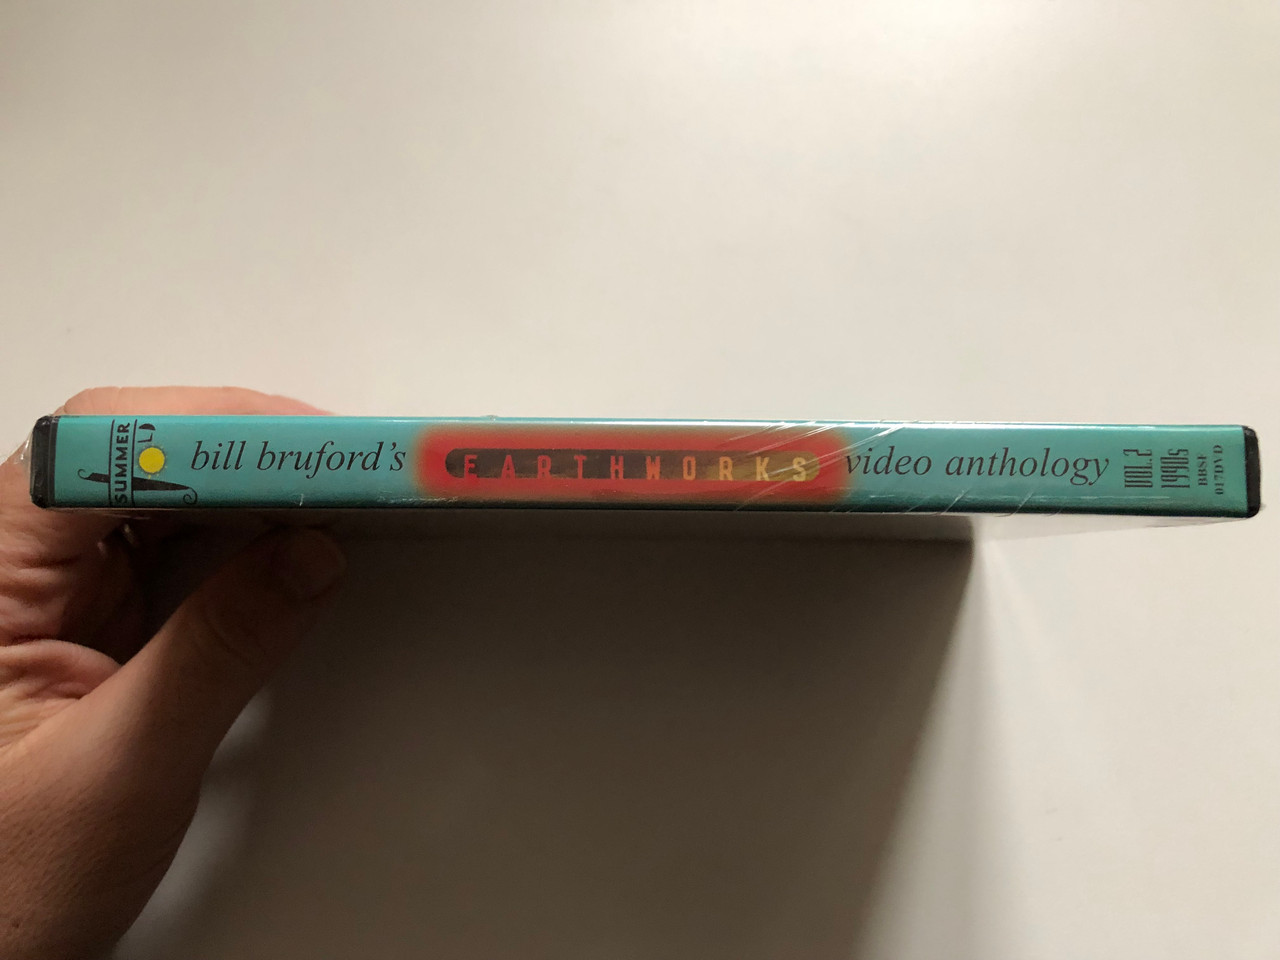 SUMMER
bill bruford's
EARTHWORKS
video anthology
VOL.2
1990s
BBSF
017DVD